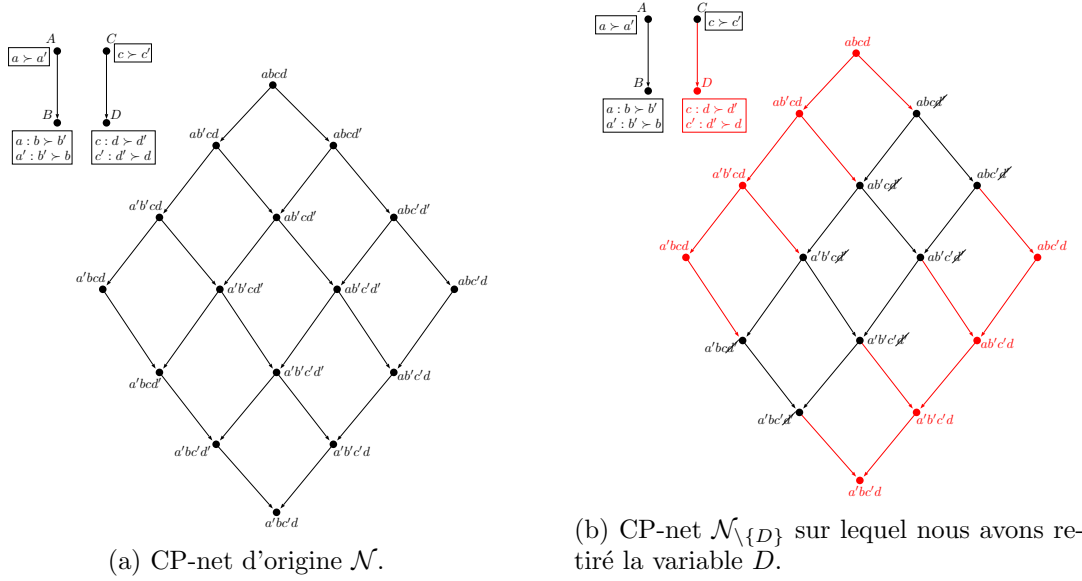 A
C
a ≻ a′
c ≻ c′
B
D
a : b ≻ b′
a′ : b′ ≻ b
c : d ≻ d′
c′ : d′ ≻ d
abcd
ab′cd
abcd′
a′b′cd
ab′cd′
abc′d′
a′bcd
a′b′cd′
ab′c′d′
abc′d
a′bcd′
a′b′c′d′
ab′c′d
a′bc′d′
a′b′c′d
a′bc′d
(a) CP-net d'origine 𝒩.
A
C
a ≻ a′
c ≻ c′
B
D
a : b ≻ b′
a′ : b′ ≻ b
c : d ≻ d′
c′ : d′ ≻ d
abcd
ab′cd
abcd′
a′b′cd
ab′cd′
abc′d′
a′bcd
a′b′cd′
ab′c′d′
abc′d
a′bcd′
a′b′c′d′
ab′c′d
a′bc′d′
a′b′c′d
a′bc′d
(b) CP-net 𝒩\{D} sur lequel nous avons re-
tiré la variable D.